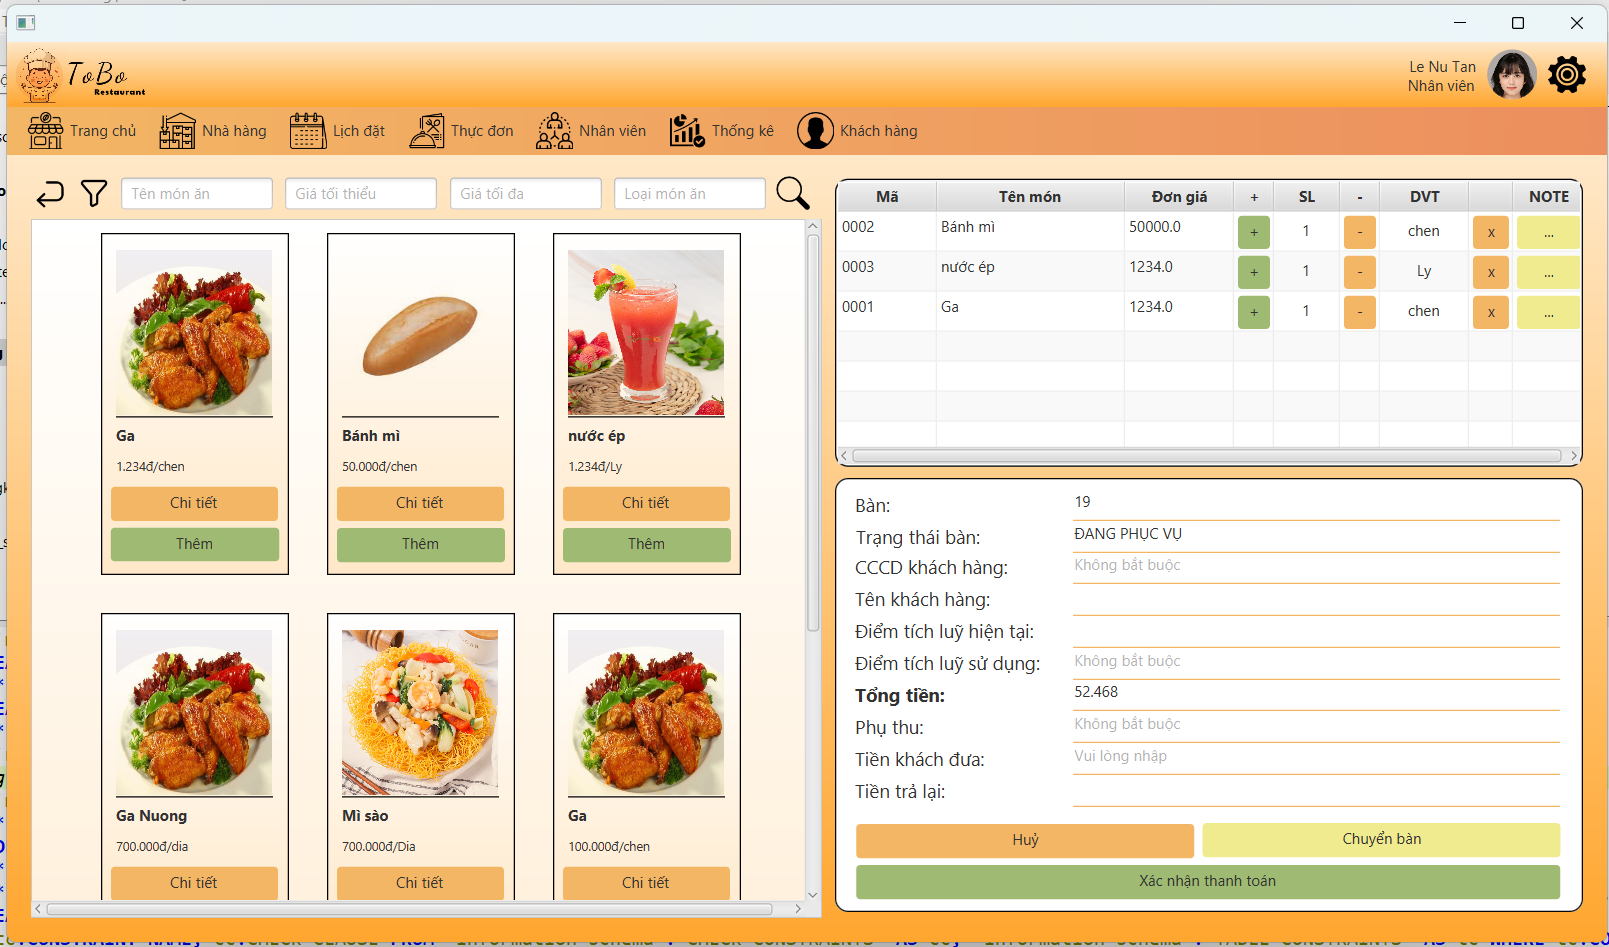 ToBo
Restaurant
Le Nu Tan
Nhân viên
Trang chủ
Nhà hàng
Lịch đặt
Thực đơn
Nhân viên
Thống kê
Khách hàng
Tên món ăn
Giá tối thiểu
Giá tối đa
Loại món ăn
Ga
1.234đ/chen
Chi tiết
Thêm
Bánh mì
50.000đ/chen
Chi tiết
Thêm
nước ép
1.234đ/Ly
Chi tiết
Thêm
Ga Nuong
700.000đ/dia
Chi tiết
Mì sào
700.000đ/Dia
Chi tiết
Ga
100.000đ/chen
Chi tiết
Mã Tên món Đơn giá + SL - DVT NOTE
0002 Bánh mì 50000.0 + 1 - chen x ...
0003 nước ép 1234.0 + 1 - Ly x ...
0001 Ga 1234.0 + 1 - chen x ...
Bàn: 19
Trạng thái bàn: ĐANG PHỤC VỤ
CCCD khách hàng: Không bắt buộc
Tên khách hàng:
Điểm tích luỹ hiện tại:
Điểm tích luỹ sử dụng: Không bắt buộc
Tổng tiền: 52.468
Phụ thu: Không bắt buộc
Tiền khách đưa: Vui lòng nhập
Tiền trả lại:
Huỷ
Chuyển bàn
Xác nhận thanh toán